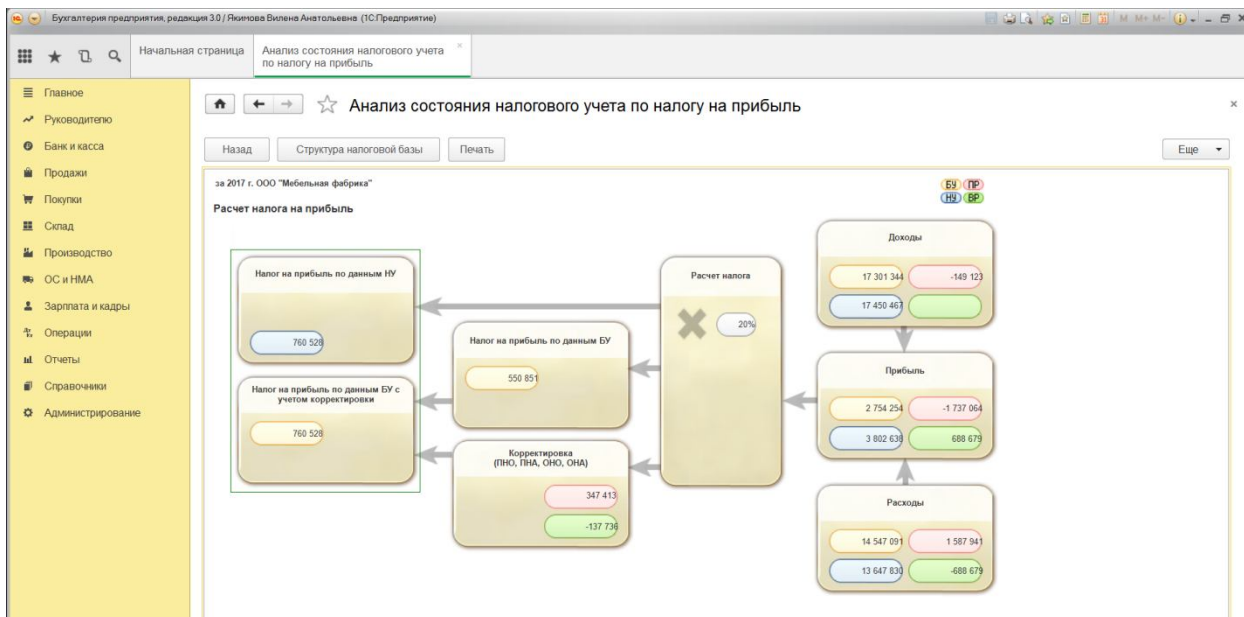 Бухгалтерия предприятия, редакция 3.0 / Якимова Вилена Анатольевна (1С:Предприятие)
M M+ M-
Начальная страница
Анализ состояния налогового учета
по налогу на прибыль
Главное
Руководителю
Банк и касса
Продажи
Покупки
Склад
Производство
ОС и НМА
Зарплата и кадры
Операции
Отчеты
Справочники
Администрирование
Анализ состояния налогового учета по налогу на прибыль
Назад
Структура налоговой базы
Печать
Еще
за 2017 г. ООО "Мебельная фабрика"
БУ ПР
НУ ВР
Расчет налога на прибыль
Налог на прибыль по данным НУ
760 528
Налог на прибыль по данным БУ с
учетом корректировки
760 528
Налог на прибыль по данным БУ
550 851
Корректировка
(ПНО, ПНА, ОНО, ОНА)
347 413
-137 736
Расчет налога
20%
Доходы
17 301 344 -149 123
17 450 467
Прибыль
2 754 254 -1 737 064
3 802 638 688 679
Расходы
14 547 091 1 587 941
13 647 830 -688 679